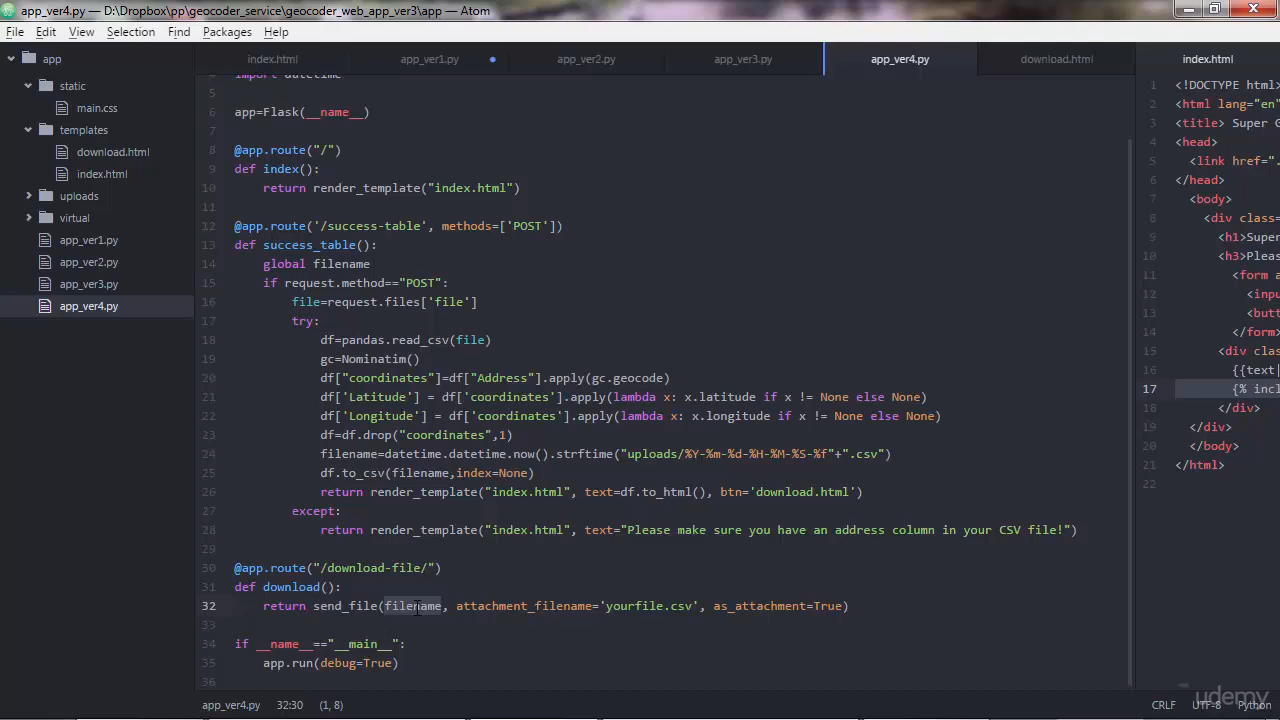 app_ver4.py — D:\Dropbox\pp\geocoder_service\geocoder_web_app_ver3\app — Atom
File Edit View Selection Find Packages Help
app
static
main.css
templates
download.html
index.html
uploads
virtual
app_ver1.py
app_ver2.py
app_ver3.py
app_ver4.py
index.html app_ver1.py app_ver2.py app_ver3.py app_ver4.py download.html
4 import datetime
5
6 app=Flask(__name__)
7
8 @app.route("/")
9 def index():
10 return render_template("index.html")
11
12 @app.route('/success-table', methods=['POST'])
13 def success_table():
14 global filename
15 if request.method=="POST":
16 file=request.files['file']
17 try:
18 df=pandas.read_csv(file)
19 gc=Nominatim()
20 df["coordinates"]=df["Address"].apply(gc.geocode)
21 df['Latitude'] = df['coordinates'].apply(lambda x: x.latitude if x != None else None)
22 df['Longitude'] = df['coordinates'].apply(lambda x: x.longitude if x != None else None)
23 df=df.drop("coordinates",1)
24 filename=datetime.datetime.now().strftime("uploads/%Y-%m-%d-%H-%M-%S-%f"+".csv")
25 df.to_csv(filename,index=None)
26 return render_template("index.html", text=df.to_html(), btn='download.html')
27 except:
28 return render_template("index.html", text="Please make sure you have an address column in your CSV file!")
29
30 @app.route("/download-file/")
31 def download():
32 return send_file(filename, attachment_filename='yourfile.csv', as_attachment=True)
33
34 if __name__=="__main__":
35 app.run(debug=True)
36
index.html
1 <!DOCTYPE html>
2 <html lang="en"
3 <title> Super G
4 <head>
5 <link href=".
6 </head>
7 <body>
8 <div class=
9 <h1>Super
10 <h3>Pleas
11 <form a
12 <inpu
13 <butt
14 </form>
15 <div clas
16 {{text|
17 {% incl
18 </div>
19 </div>
20 </body>
21 </html>
22
app_ver4.py 32:30 (1, 8) CRLF UTF-8 Python
udemy